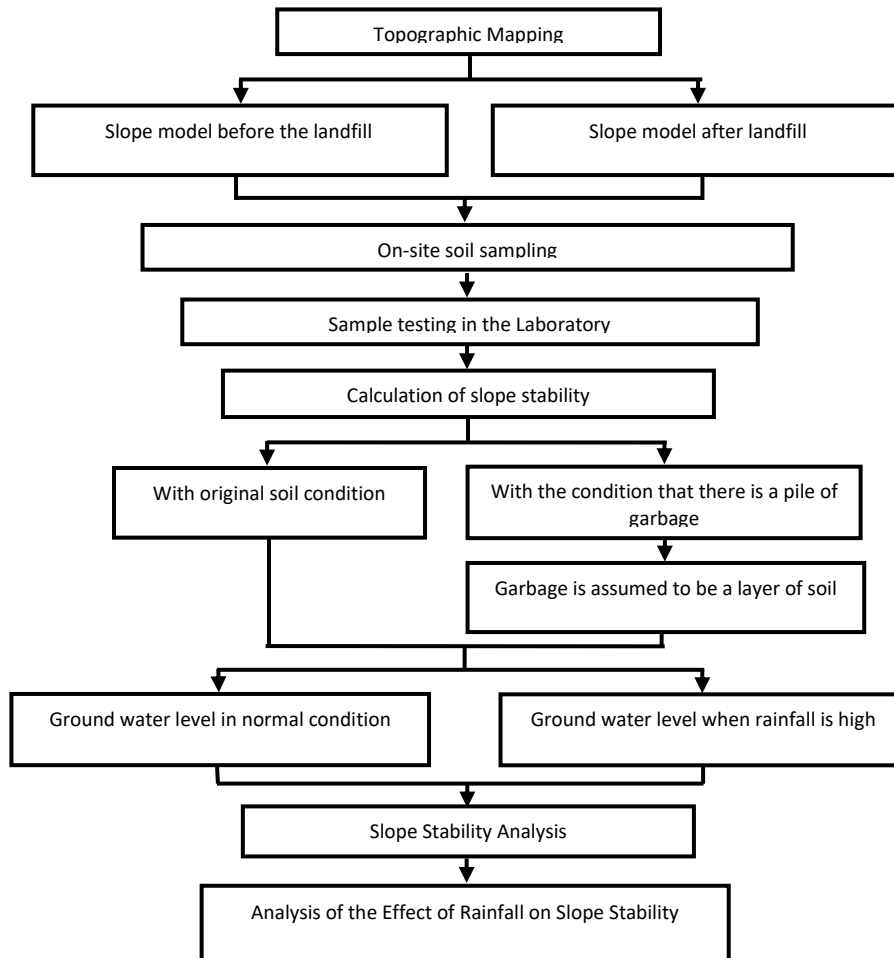 Topographic Mapping
Slope model before the landfill
Slope model after landfill
On-site soil sampling
Sample testing in the Laboratory
Calculation of slope stability
With original soil condition
With the condition that there is a pile of
garbage
Garbage is assumed to be a layer of soil
Ground water level in normal condition
Ground water level when rainfall is high
Slope Stability Analysis
Analysis of the Effect of Rainfall on Slope Stability